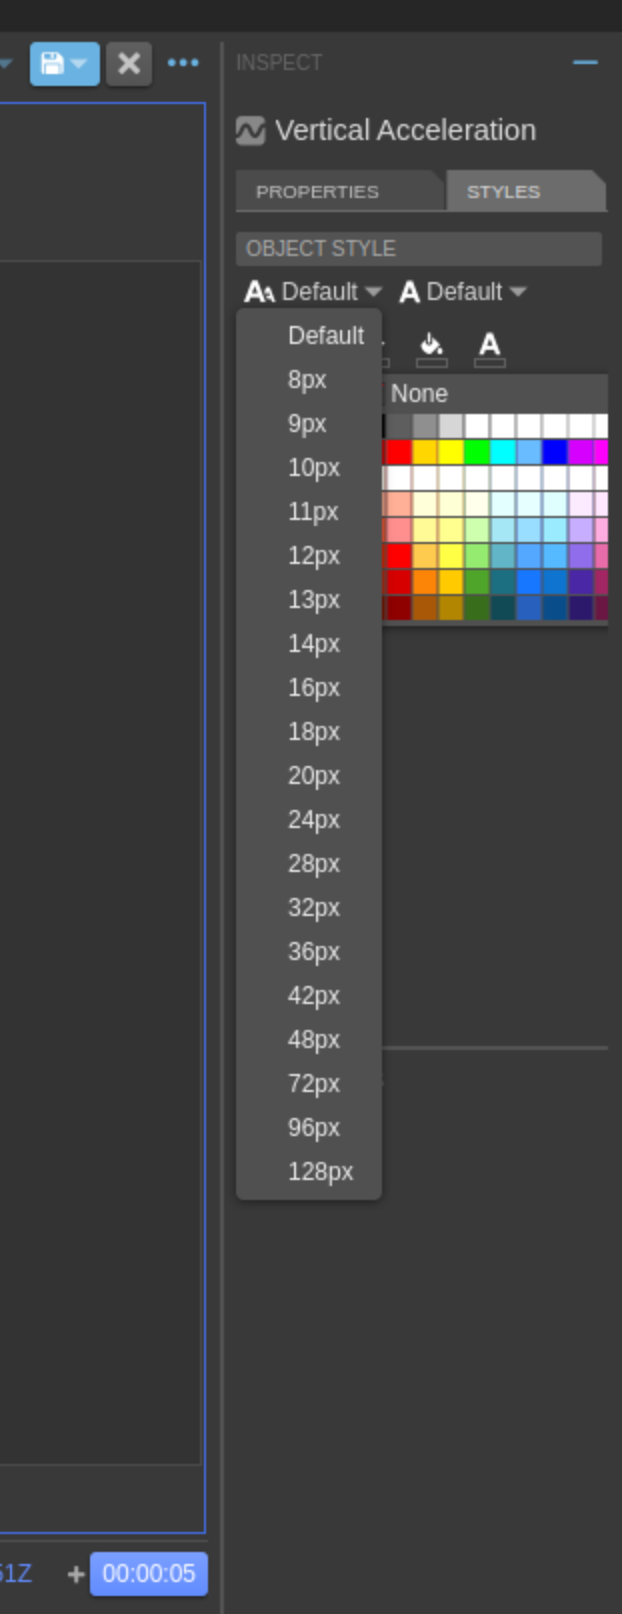 INSPECT
Vertical Acceleration
PROPERTIES STYLES
OBJECT STYLE
Default Default
Default
8px
None
9px
10px
11px
12px
13px
14px
16px
18px
20px
24px
28px
32px
36px
42px
48px
72px
96px
128px
51Z + 00:00:05